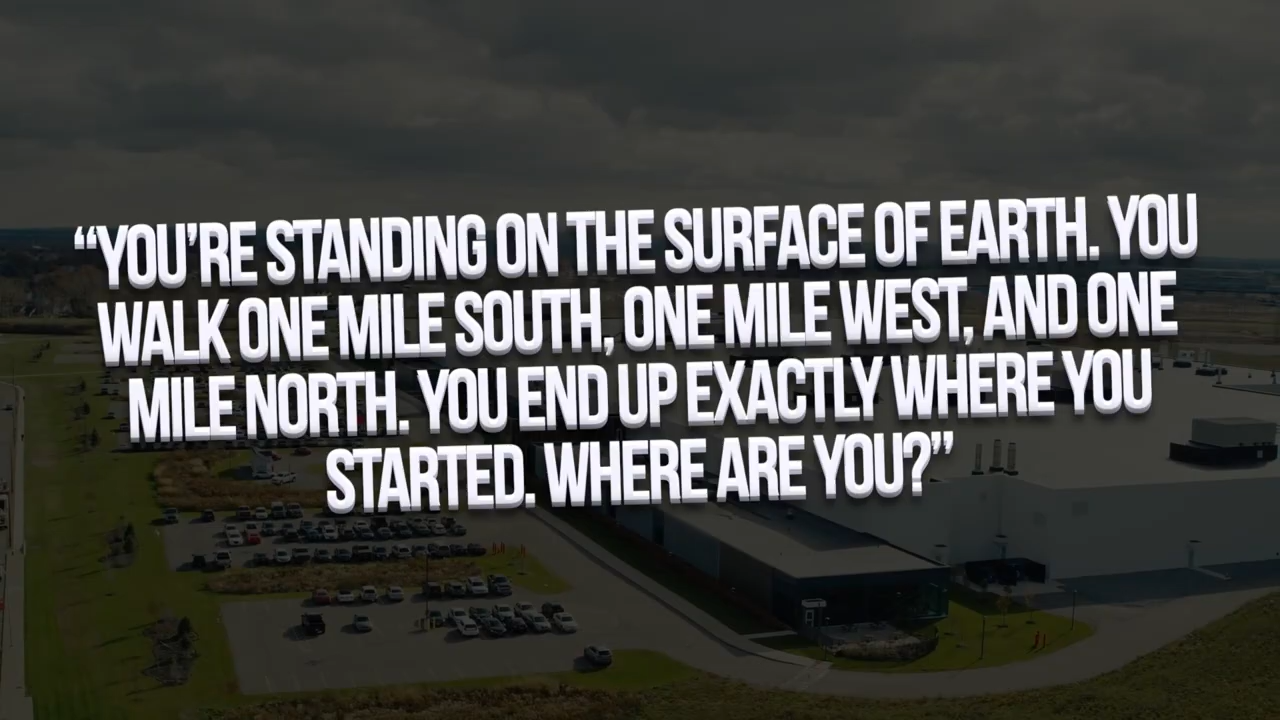 “YOU’RE STANDING ON THE SURFACE OF EARTH. YOU
WALK ONE MILE SOUTH, ONE MILE WEST, AND ONE
MILE NORTH. YOU END UP EXACTLY WHERE YOU
STARTED. WHERE ARE YOU?”